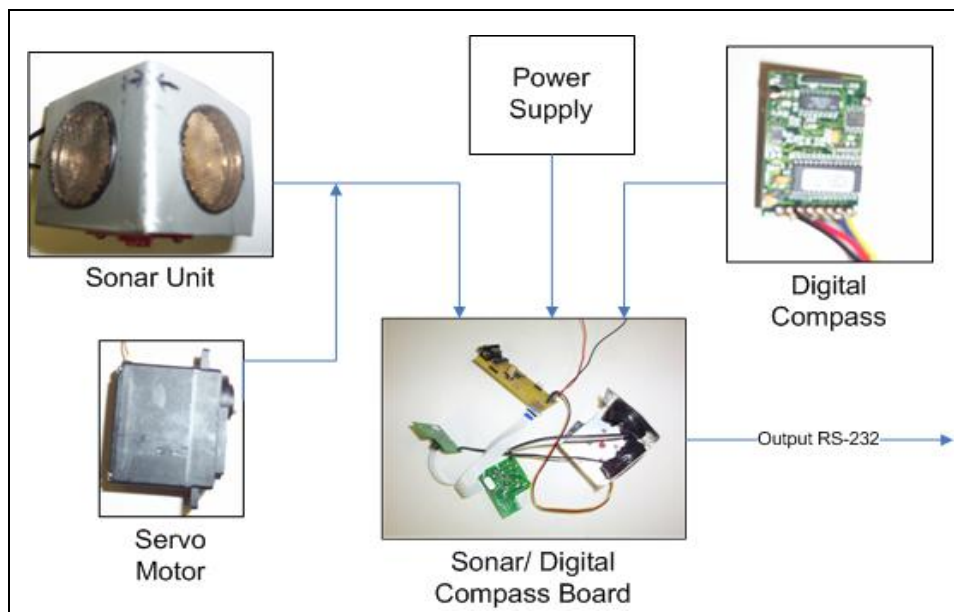 Power
Supply
Sonar Unit
Digital
Compass
Servo
Motor
Output RS-232
Sonar/ Digital
Compass Board